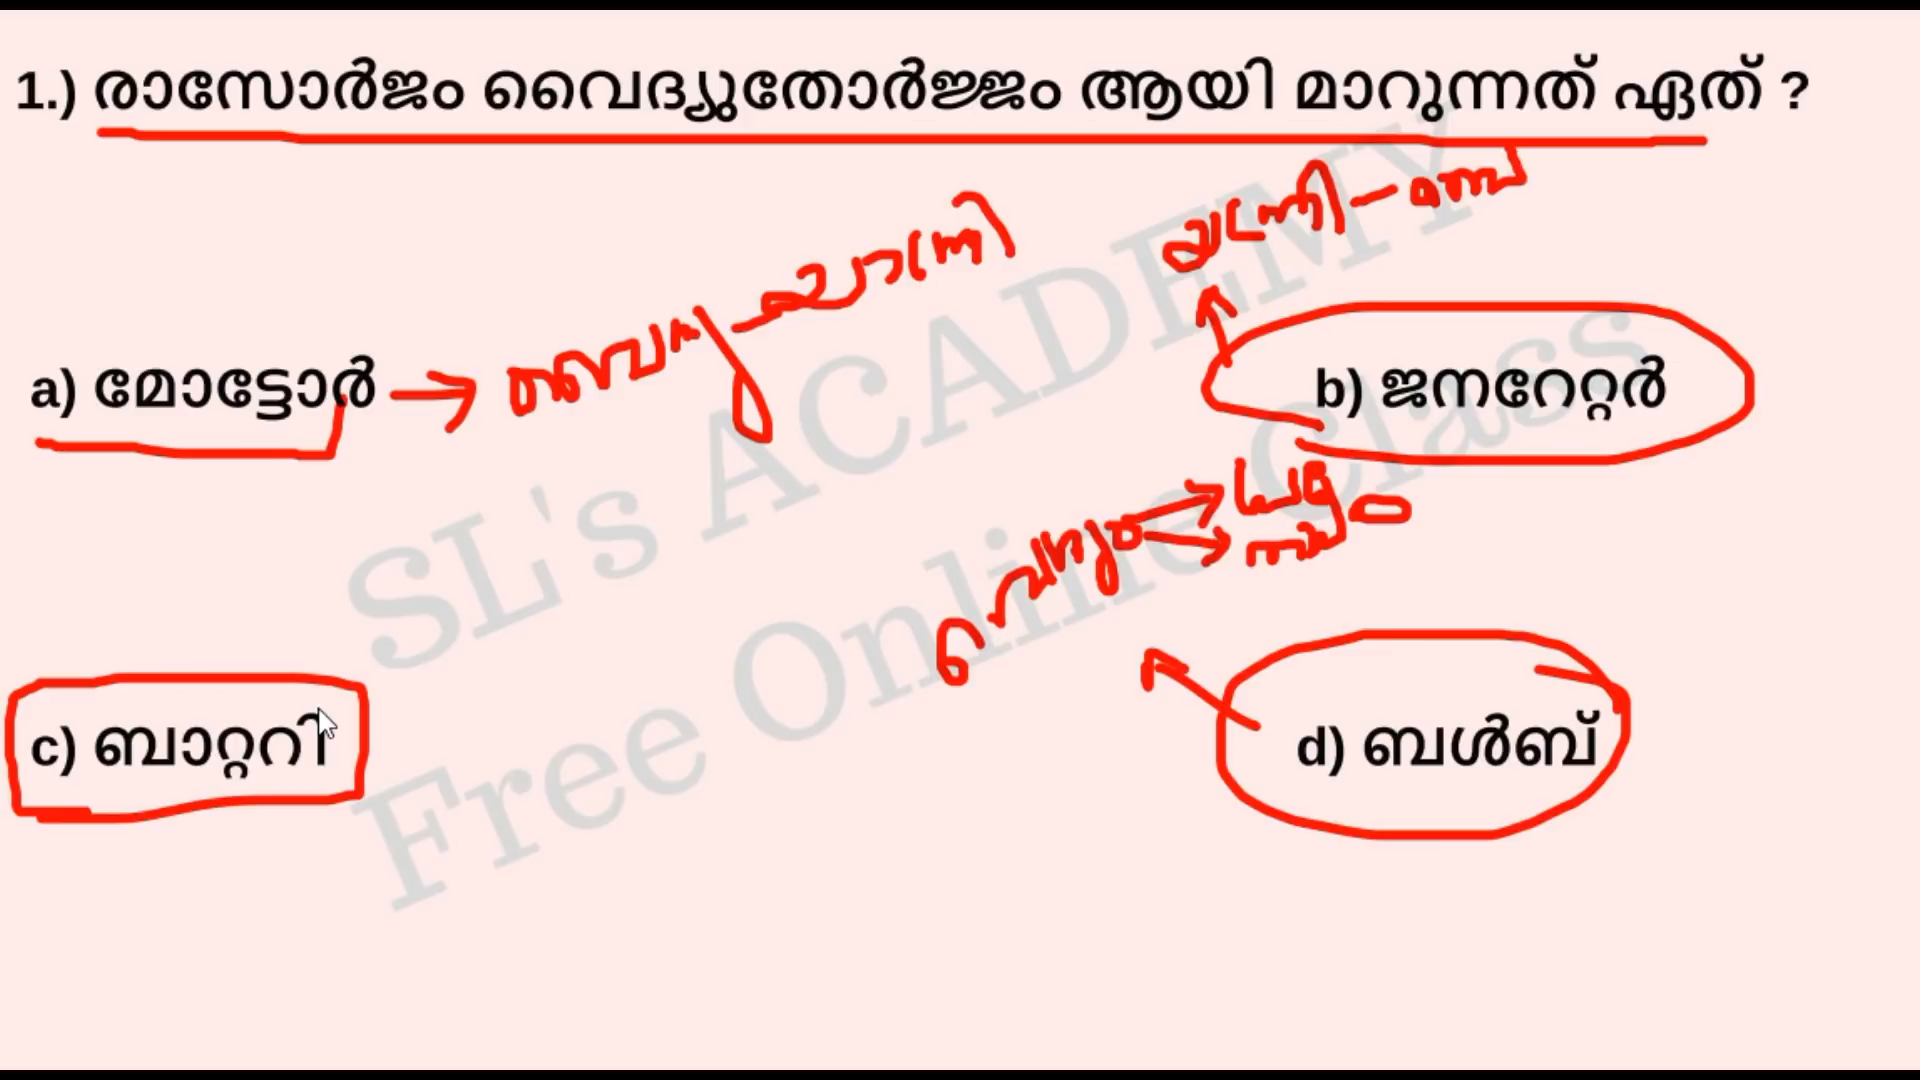 1.) രാസോർജം വൈദ്യുതോർജ്ജം ആയി മാറുന്നത് ഏത് ?
a) മോട്ടോർ
b) ജനറേറ്റർ
c) ബാറ്ററി
d) ബൾബ്
SL's ACADEMY
Free Online Class